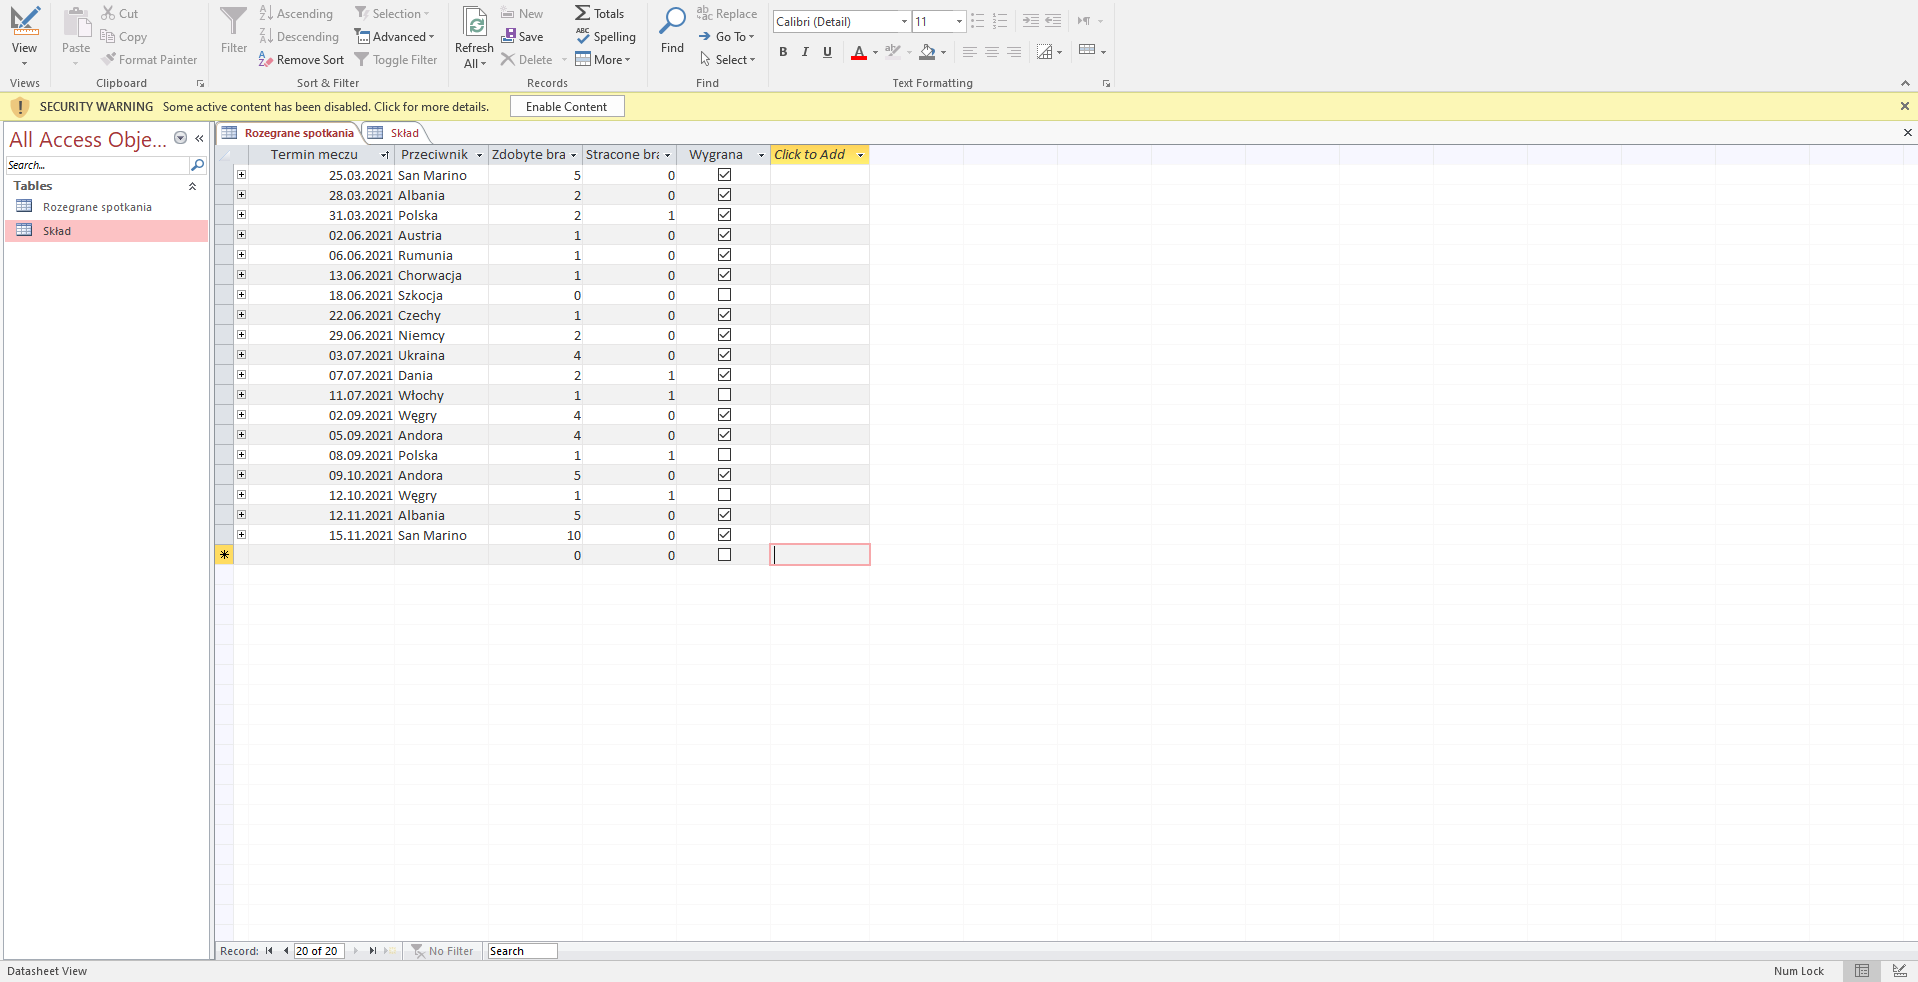 View
Views
Paste
Cut
Copy
Format Painter
Clipboard
Filter
Ascending
Descending
Remove Sort
Selection
Advanced
Toggle Filter
Sort & Filter
Refresh
All
New
Save
Delete
Totals
Spelling
More
Records
Find
Replace
Go To
Select
Find
Calibri (Detail) 11
B I U
Text Formatting
SECURITY WARNING Some active content has been disabled. Click for more details. Enable Content
All Access Obje...
Search...
Tables
Rozegrane spotkania
Skład
Rozegrane spotkania Skład
Termin meczu Przeciwnik Zdobyte bra Stracone bra Wygrana Click to Add
25.03.2021 San Marino 5 0
28.03.2021 Albania 2 0
31.03.2021 Polska 2 1
02.06.2021 Austria 1 0
06.06.2021 Rumunia 1 0
13.06.2021 Chorwacja 1 0
18.06.2021 Szkocja 0 0
22.06.2021 Czechy 1 0
29.06.2021 Niemcy 2 0
03.07.2021 Ukraina 4 0
07.07.2021 Dania 2 1
11.07.2021 Włochy 1 1
02.09.2021 Węgry 4 0
05.09.2021 Andora 4 0
08.09.2021 Polska 1 1
09.10.2021 Andora 5 0
12.10.2021 Węgry 1 1
12.11.2021 Albania 5 0
15.11.2021 San Marino 10 0
0 0
Record: 20 of 20 No Filter Search
Datasheet View Num Lock